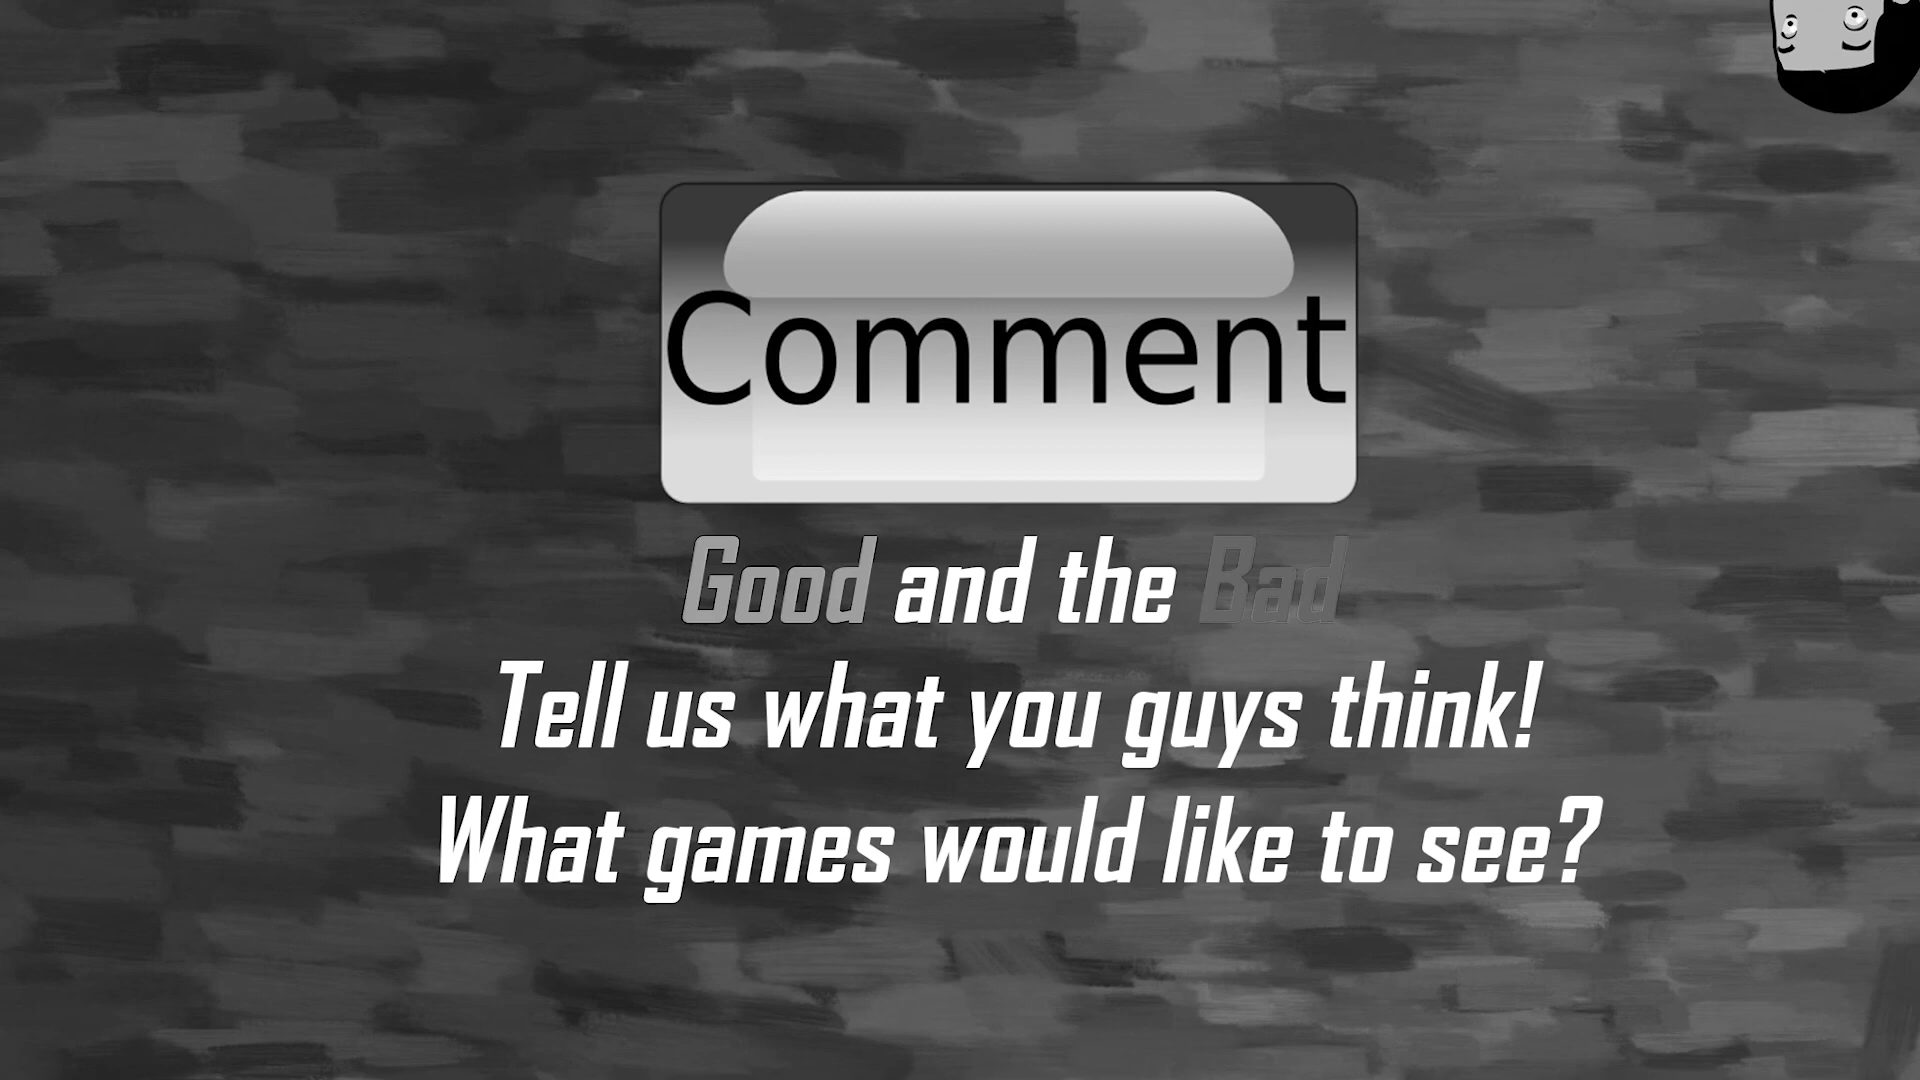 Comment
Good and the Bad
Tell us what you guys think!
What games would like to see?